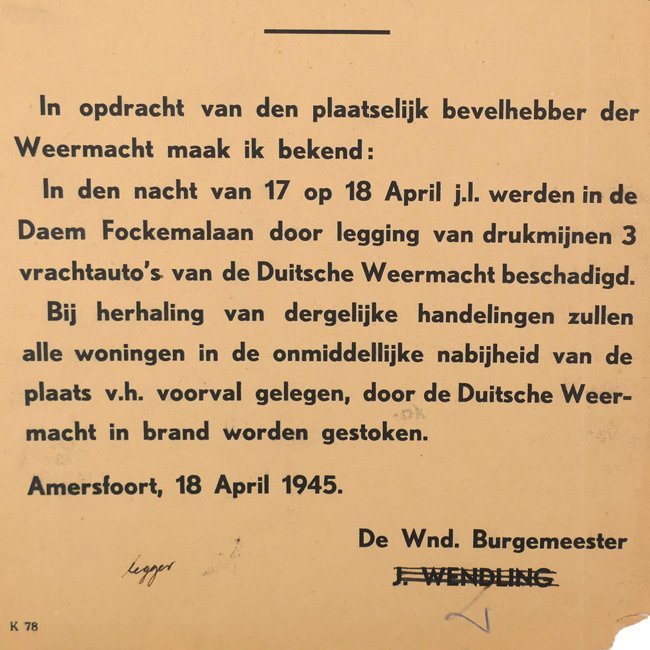 In opdracht van den plaatselijk bevelhebber der
Weermacht maak ik bekend:
In den nacht van 17 op 18 April j.l. werden in de
Daem Fockemalaan door legging van drukmijnen 3
vrachtauto's van de Duitsche Weermacht beschadigd.
Bij herhaling van dergelijke handelingen zullen
alle woningen in de onmiddellijke nabijheid van de
plaats v.h. voorval gelegen, door de Duitsche Weer-
macht in brand worden gestoken.
Amersfoort, 18 April 1945.
De Wnd. Burgemeester
J. WENDLING
legger
K 78